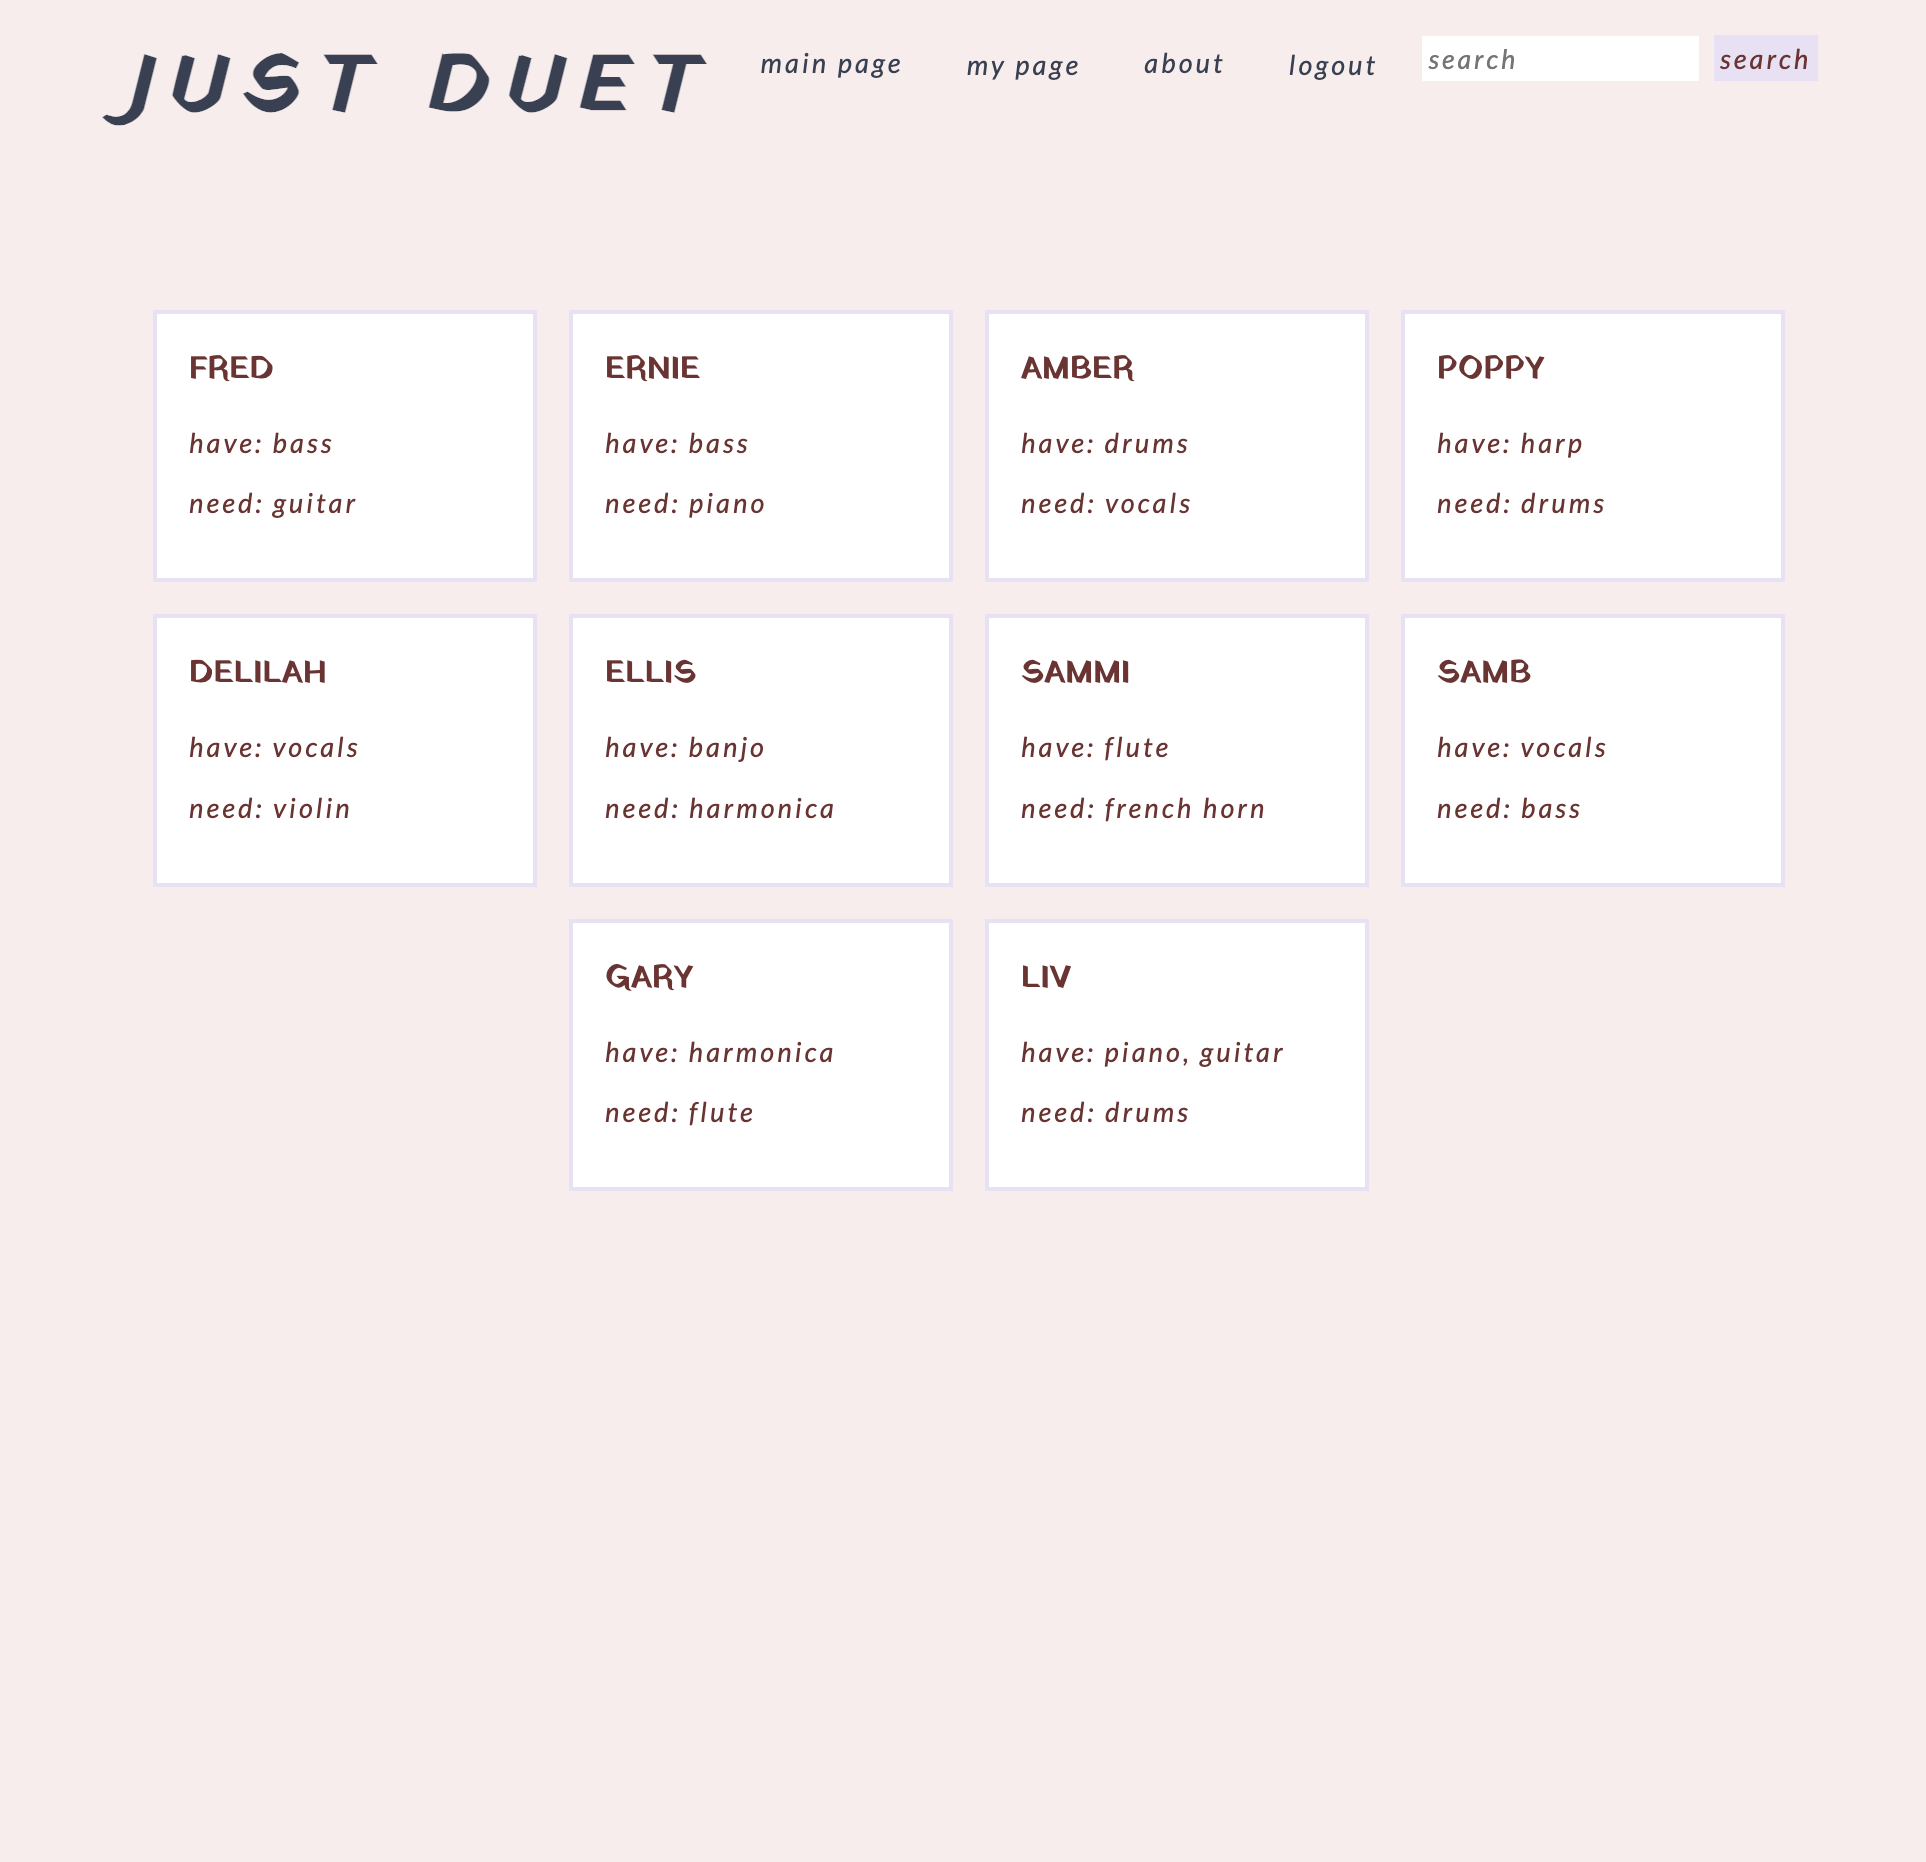 JUST DUET
main page
my page
about
logout
search
search
FRED
have: bass
need: guitar
ERNIE
have: bass
need: piano
AMBER
have: drums
need: vocals
POPPY
have: harp
need: drums
DELILAH
have: vocals
need: violin
ELLIS
have: banjo
need: harmonica
SAMMI
have: flute
need: french horn
SAMB
have: vocals
need: bass
GARY
have: harmonica
need: flute
LIV
have: piano, guitar
need: drums